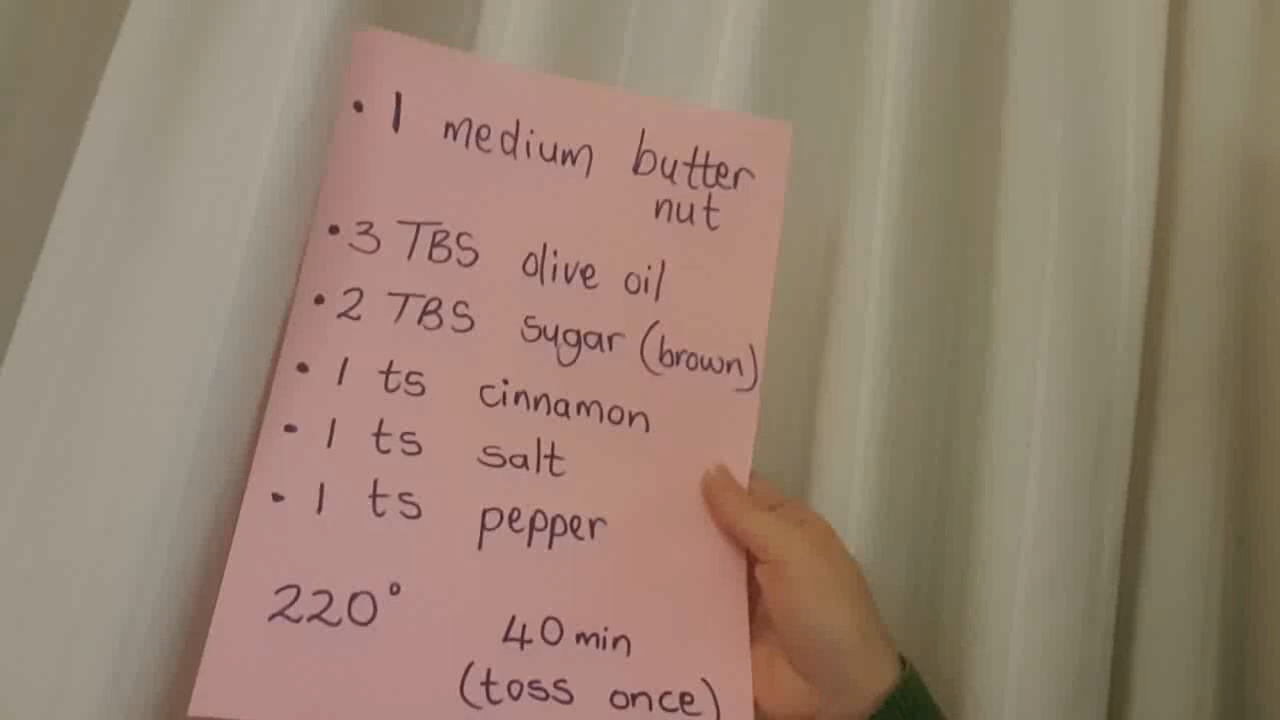 • 1 medium butter
nut
• 3 TBS olive oil
• 2 TBS sugar (brown)
• 1 ts cinnamon
• 1 ts salt
• 1 ts pepper
220° 40 min
(toss once)